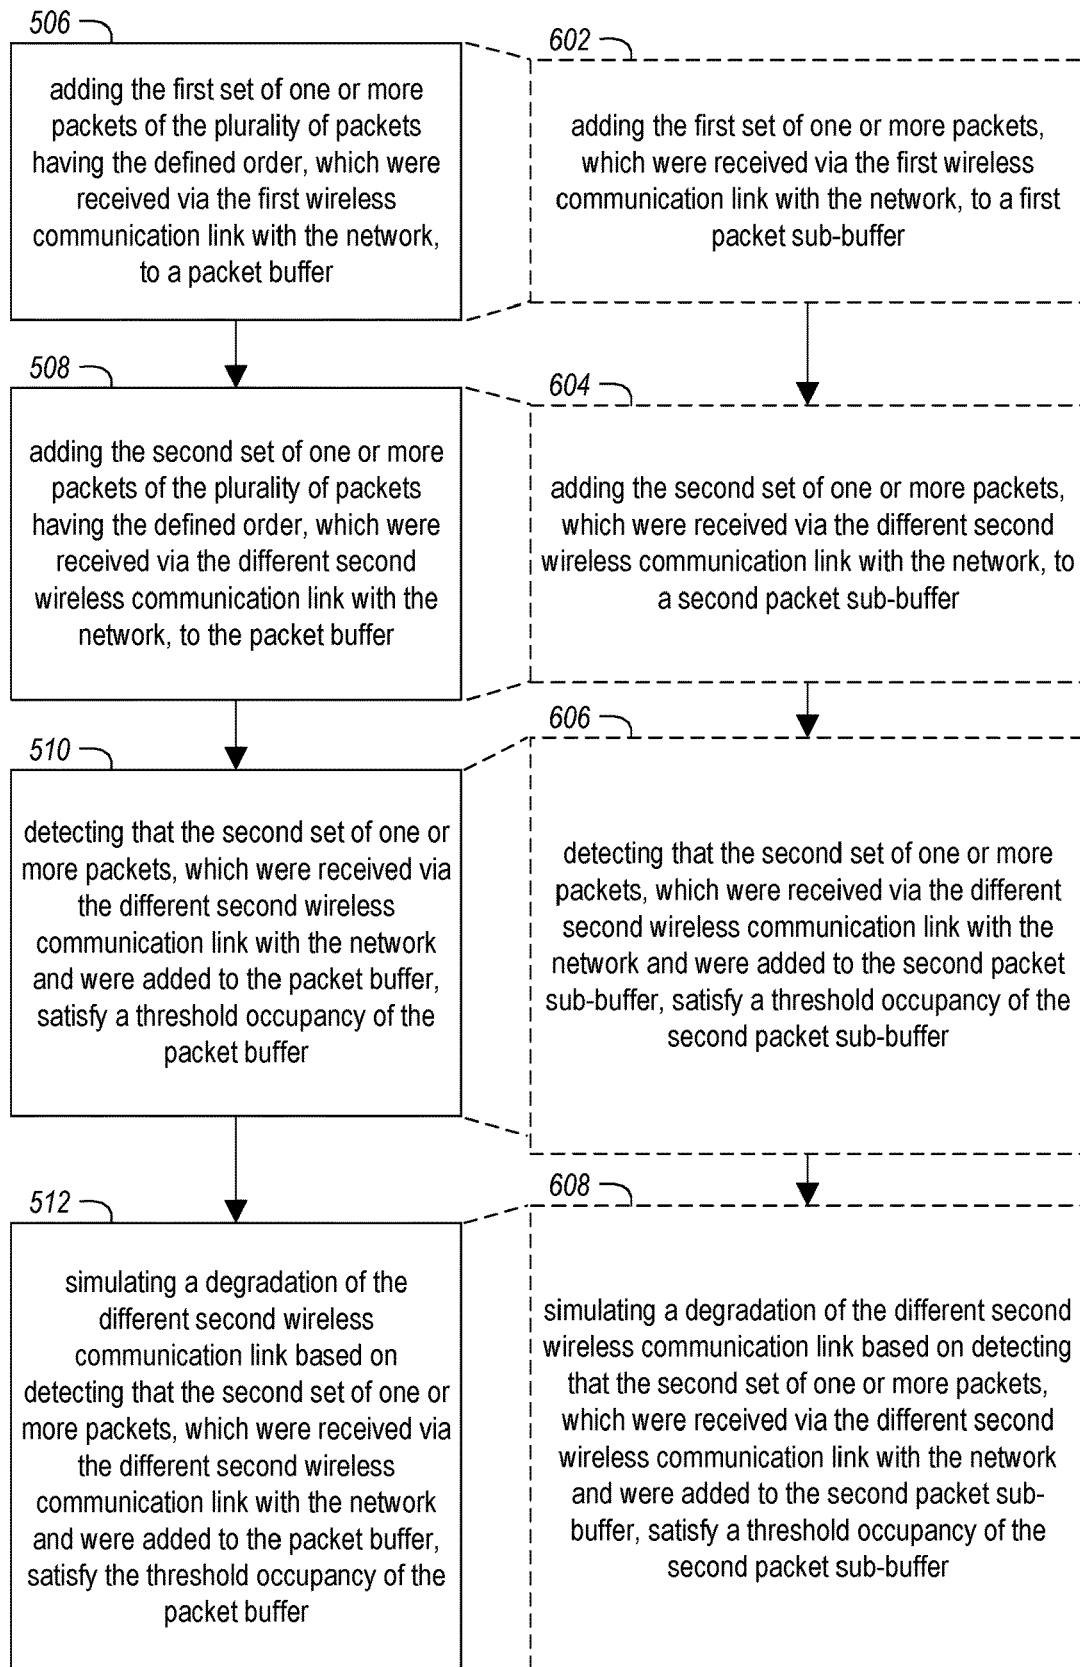 506
adding the first set of one or more
packets of the plurality of packets
having the defined order, which were
received via the first wireless
communication link with the network,
to a packet buffer
602
adding the first set of one or more packets,
which were received via the first wireless
communication link with the network, to a first
packet sub-buffer
508
adding the second set of one or more
packets of the plurality of packets
having the defined order, which were
received via the different second
wireless communication link with the
network, to the packet buffer
604
adding the second set of one or more packets,
which were received via the different second
wireless communication link with the network, to
a second packet sub-buffer
510
detecting that the second set of one or
more packets, which were received via
the different second wireless
communication link with the network
and were added to the packet buffer,
satisfy a threshold occupancy of the
packet buffer
606
detecting that the second set of one or more
packets, which were received via the different
second wireless communication link with the
network and were added to the second packet
sub-buffer, satisfy a threshold occupancy of the
second packet sub-buffer
512
simulating a degradation of the
different second wireless
communication link based on
detecting that the second set of one or
more packets, which were received via
the different second wireless
communication link with the network
and were added to the packet buffer,
satisfy the threshold occupancy of the
packet buffer
608
simulating a degradation of the different second
wireless communication link based on detecting
that the second set of one or more packets,
which were received via the different second
wireless communication link with the network
and were added to the second packet sub-
buffer, satisfy a threshold occupancy of the
second packet sub-buffer